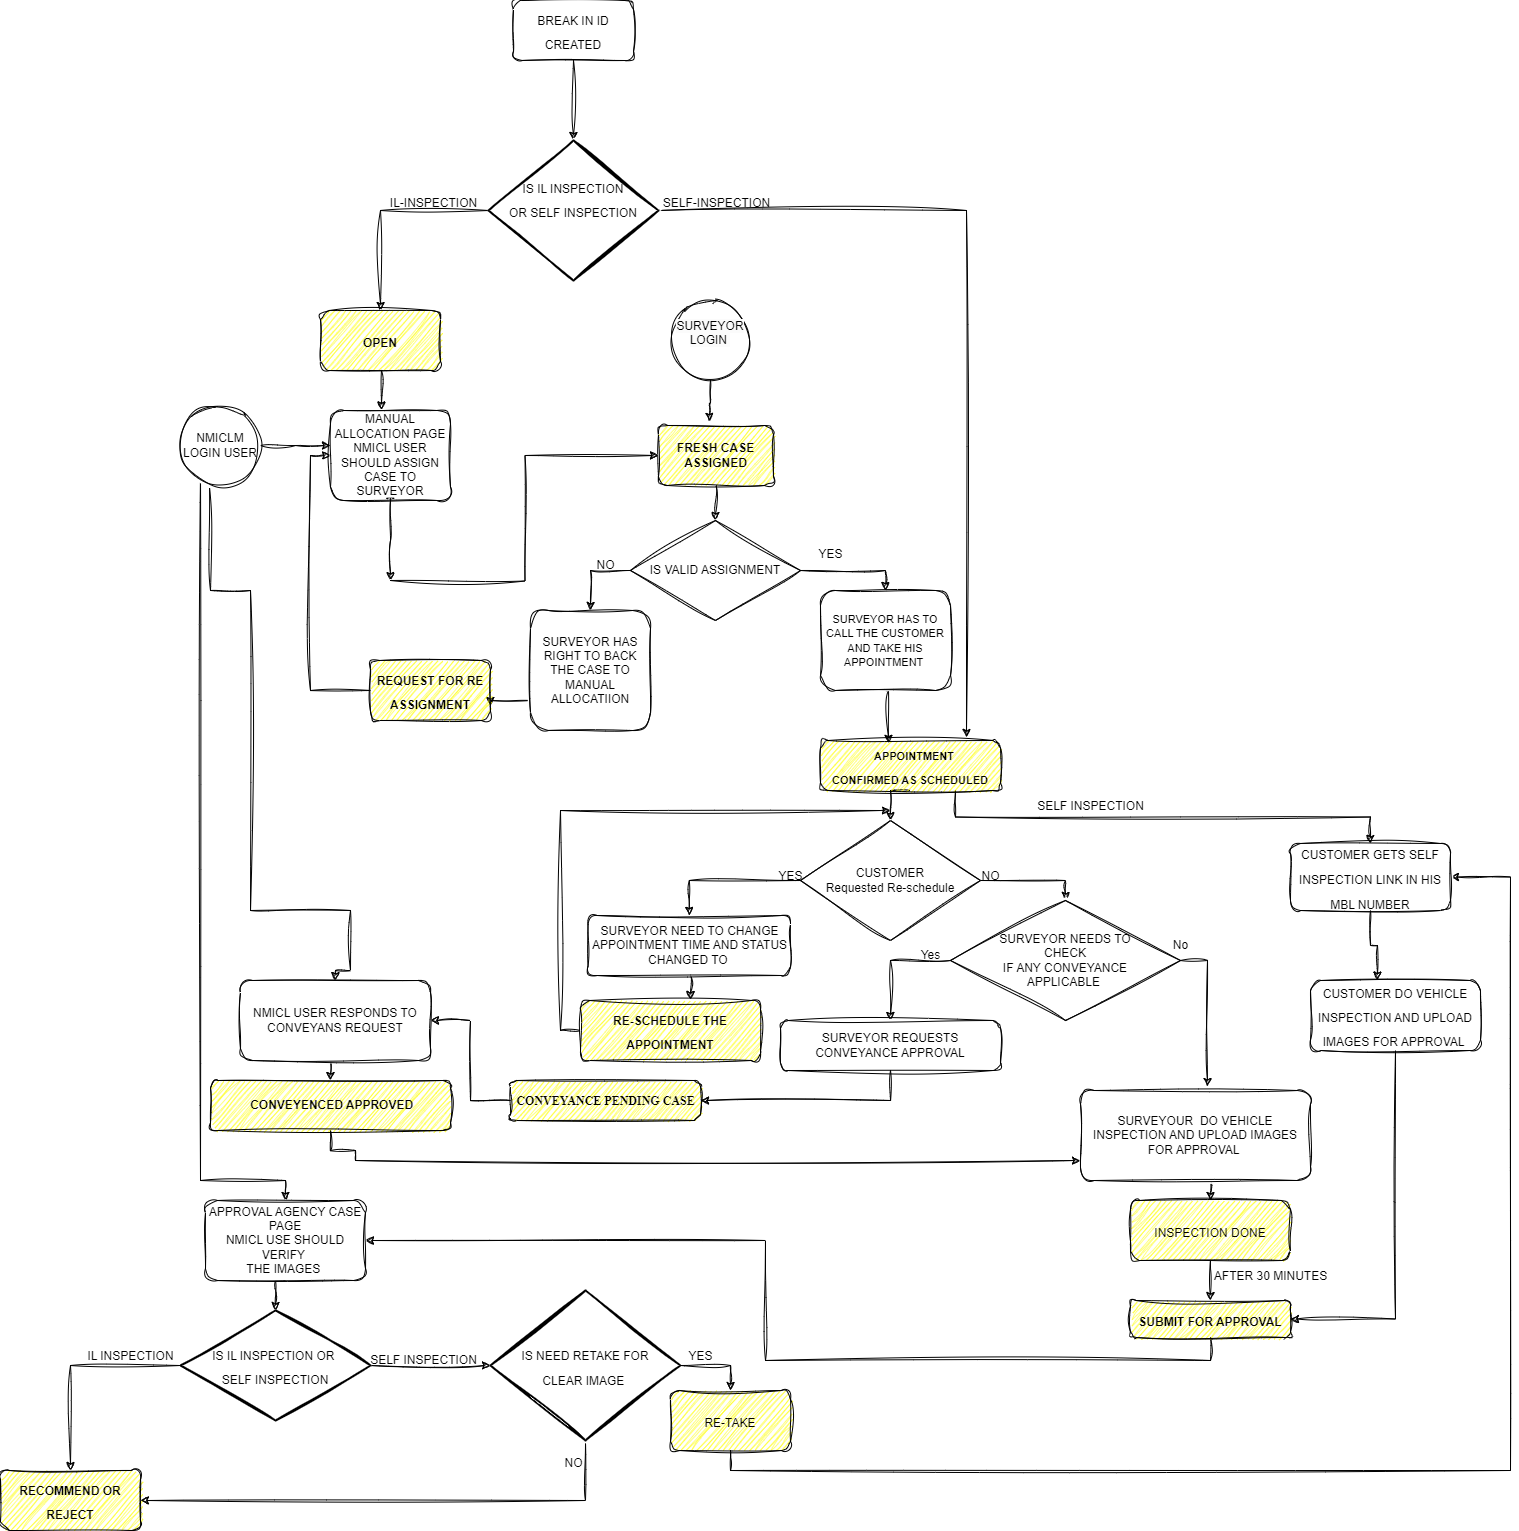 BREAK IN ID
CREATED
IS IL INSPECTION
OR SELF INSPECTION
IL-INSPECTION
SELF-INSPECTION
OPEN
SURVEYOR
LOGIN
NMICLM
LOGIN USER
MANUAL
ALLOCATION PAGE
NMICL USER
SHOULD ASSIGN
CASE TO
SURVEYOR
FRESH CASE
ASSIGNED
IS VALID ASSIGNMENT
NO
YES
SURVEYOR HAS
RIGHT TO BACK
THE CASE TO
MANUAL
ALLOCATIION
SURVEYOR HAS TO
CALL THE CUSTOMER
AND TAKE HIS
APPOINTMENT
REQUEST FOR RE
ASSIGNMENT
APPOINTMENT
CONFIRMED AS SCHEDULED
SELF INSPECTION
CUSTOMER
Requested Re-schedule
YES
NO
CUSTOMER GETS SELF
INSPECTION LINK IN HIS
MBL NUMBER
SURVEYOR NEED TO CHANGE
APPOINTMENT TIME AND STATUS
CHANGED TO
SURVEYOR NEEDS TO
CHECK
IF ANY CONVEYANCE
APPLICABLE
Yes
No
CUSTOMER DO VEHICLE
INSPECTION AND UPLOAD
IMAGES FOR APPROVAL
NMICL USER RESPONDS TO
CONVEYANS REQUEST
RE-SCHEDULE THE
APPOINTMENT
SURVEYOR REQUESTS
CONVEYANCE APPROVAL
CONVEYENCED APPROVED
CONVEYANCE PENDING CASE
SURVEYOUR  DO VEHICLE
INSPECTION AND UPLOAD IMAGES
FOR APPROVAL
APPROVAL AGENCY CASE
PAGE
NMICL USE SHOULD
VERIFY
THE IMAGES
INSPECTION DONE
AFTER 30 MINUTES
SUBMIT FOR APPROVAL
IL INSPECTION
IS IL INSPECTION OR
SELF INSPECTION
SELF INSPECTION
IS NEED RETAKE FOR
CLEAR IMAGE
YES
RE-TAKE
NO
RECOMMEND OR
REJECT